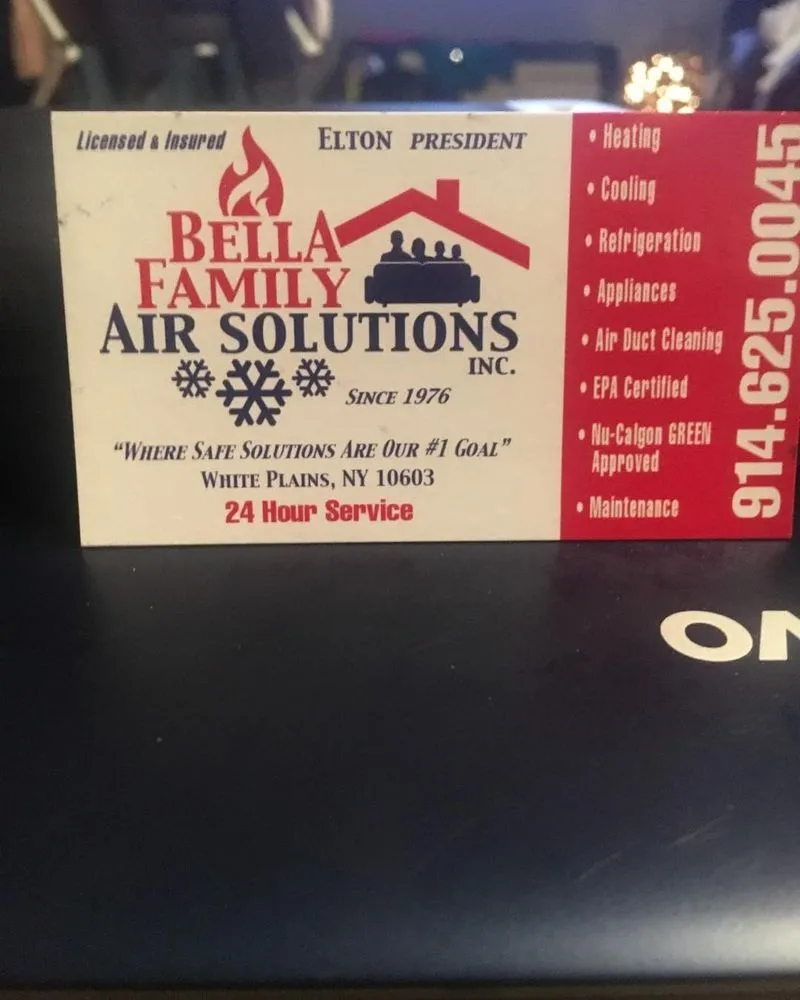 Licensed & Insured
ELTON PRESIDENT
BELLA
FAMILY
AIR SOLUTIONS
INC.
SINCE 1976
"WHERE SAFE SOLUTIONS ARE OUR #1 GOAL"
WHITE PLAINS, NY 10603
24 Hour Service
• Heating
• Cooling
• Refrigeration
• Appliances
• Air Duct Cleaning
• EPA Certified
• Nu-Calgon GREEN
Approved
• Maintenance
914.625.0045
ON